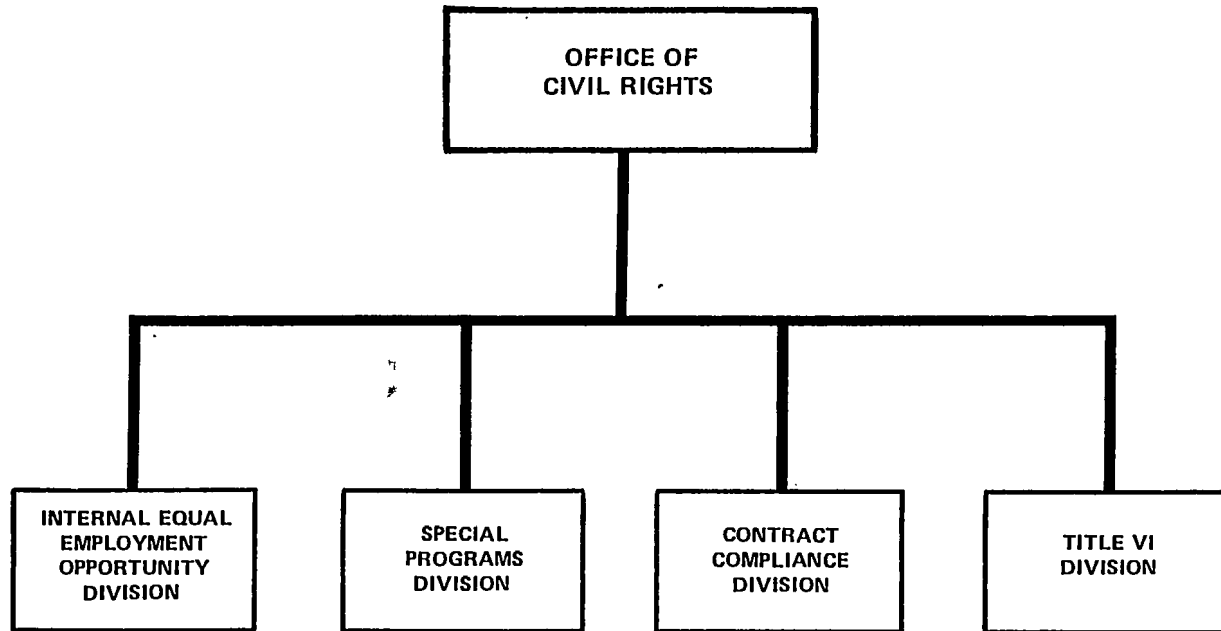 OFFICE OF
CIVIL RIGHTS
INTERNAL EQUAL
EMPLOYMENT
OPPORTUNITY
DIVISION
SPECIAL
PROGRAMS
DIVISION
CONTRACT
COMPLIANCE
DIVISION
TITLE VI
DIVISION